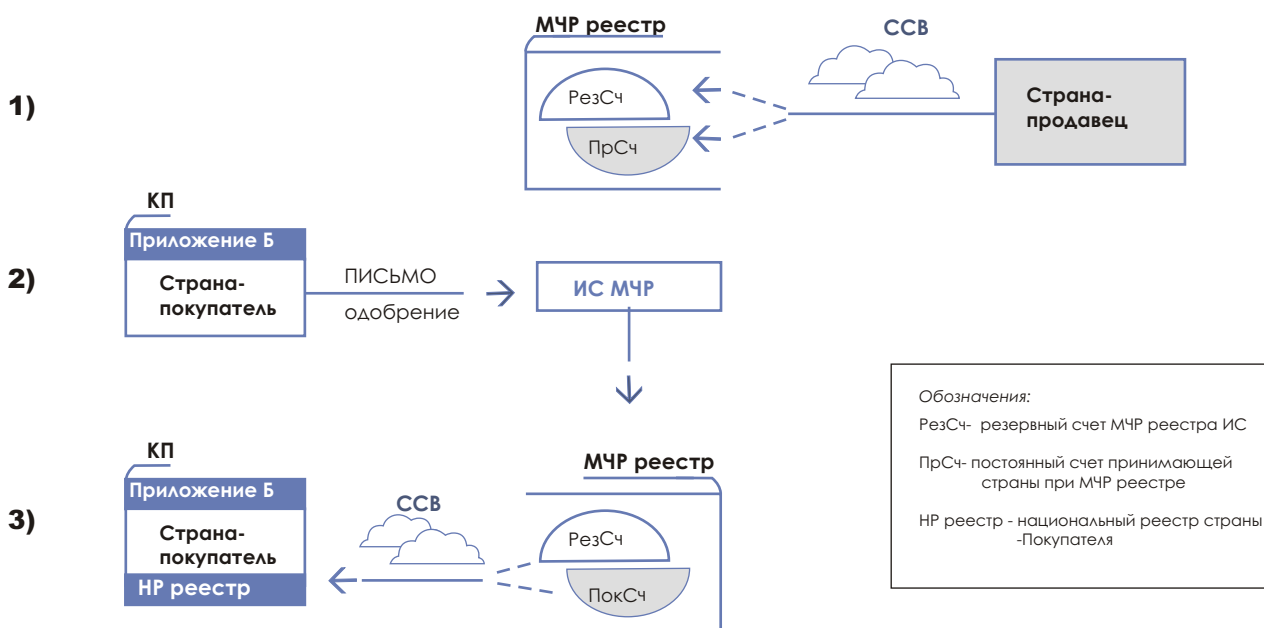 МЧР реестр
ССВ
1)
РезСч
ПрСч
Страна-
продавец
КП
Приложение Б
2)
Страна-
покупатель
ПИСЬМО
одобрение
ИС МЧР
Обозначения:
РезСч- резервный счет МЧР реестра ИС
ПрСч- постоянный счет принимающей
страны при МЧР реестре
НР реестр - национальный реестр страны
-Покупателя
КП
Приложение Б
3)
Страна-
покупатель
НР реестр
ССВ
МЧР реестр
РезСч
ПокСч